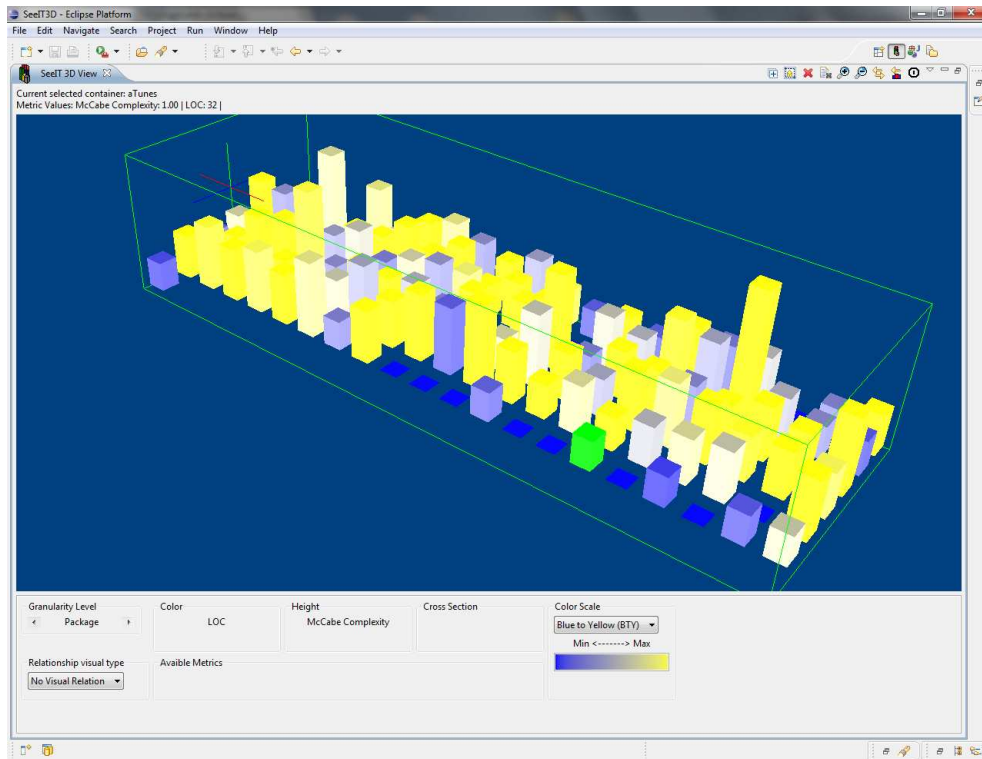 SeeIT3D - Eclipse Platform
File Edit Navigate Search Project Run Window Help
SeeIT 3D View
Current selected container: aTunes
Metric Values: McCabe Complexity: 1.00 | LOC: 32 |
Granularity Level
Color
Height
Cross Section
Color Scale
< Package >
LOC
McCabe Complexity
Blue to Yellow (BTY)
Min <-------> Max
Relationship visual type
Avaible Metrics
No Visual Relation